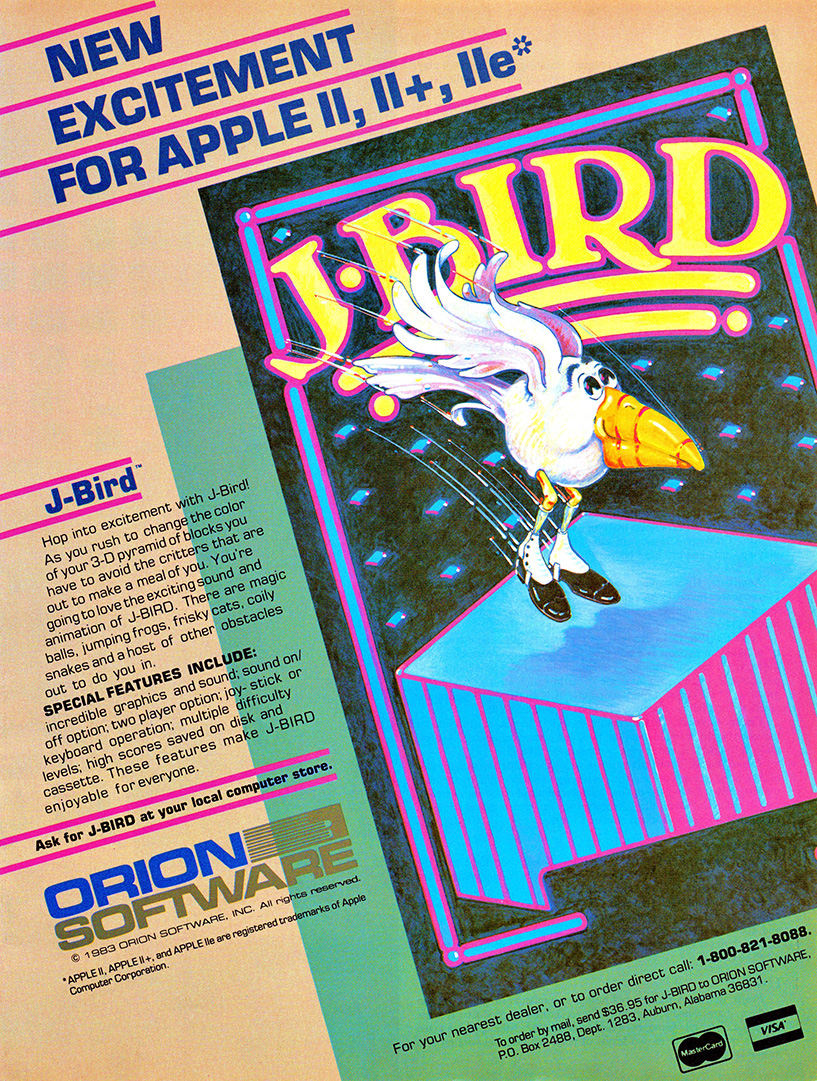 NEW
EXCITEMENT
FOR APPLE II, II+, IIe*
J·BIRD
J-Bird™
Hop into excitement with J-Bird!
As you rush to change the color
of your 3-D pyramid of blocks you
have to avoid the critters that are
out to make a meal of you. You're
going to love the exciting sound and
animation of J-BIRD. There are magic
balls, jumping frogs, frisky cats, coily
snakes and a host of other obstacles
out to do you in.
SPECIAL FEATURES INCLUDE:
incredible graphics and sound; sound on/
off option; two player option; joy-stick or
keyboard operation; multiple difficulty
levels; high scores saved on disk and
cassette. These features make J-BIRD
enjoyable for everyone.
Ask for J-BIRD at your local computer store.
ORION
SOFTWARE
© 1983 ORION SOFTWARE, INC. All rights reserved.
*APPLE II, APPLE II+, and APPLE IIe are registered trademarks of Apple
Computer Corporation.
For your nearest dealer, or to order direct call: 1-800-821-8088.
To order by mail, send $36.95 for J-BIRD to ORION SOFTWARE,
P.O. Box 2488, Dept. 1283, Auburn, Alabama 36831.
MasterCard
VISA